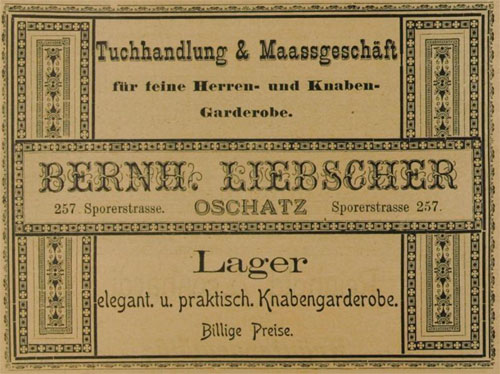 Tuchhandlung & Maassgeschäft
für feine Herren- und Knaben-
Garderobe.
BERNH. LIEBSCHER
257 Sporerstrasse. OSCHATZ Sporerstrasse 257.
Lager
elegant. u. praktisch. Knabengarderobe.
Billige Preise.